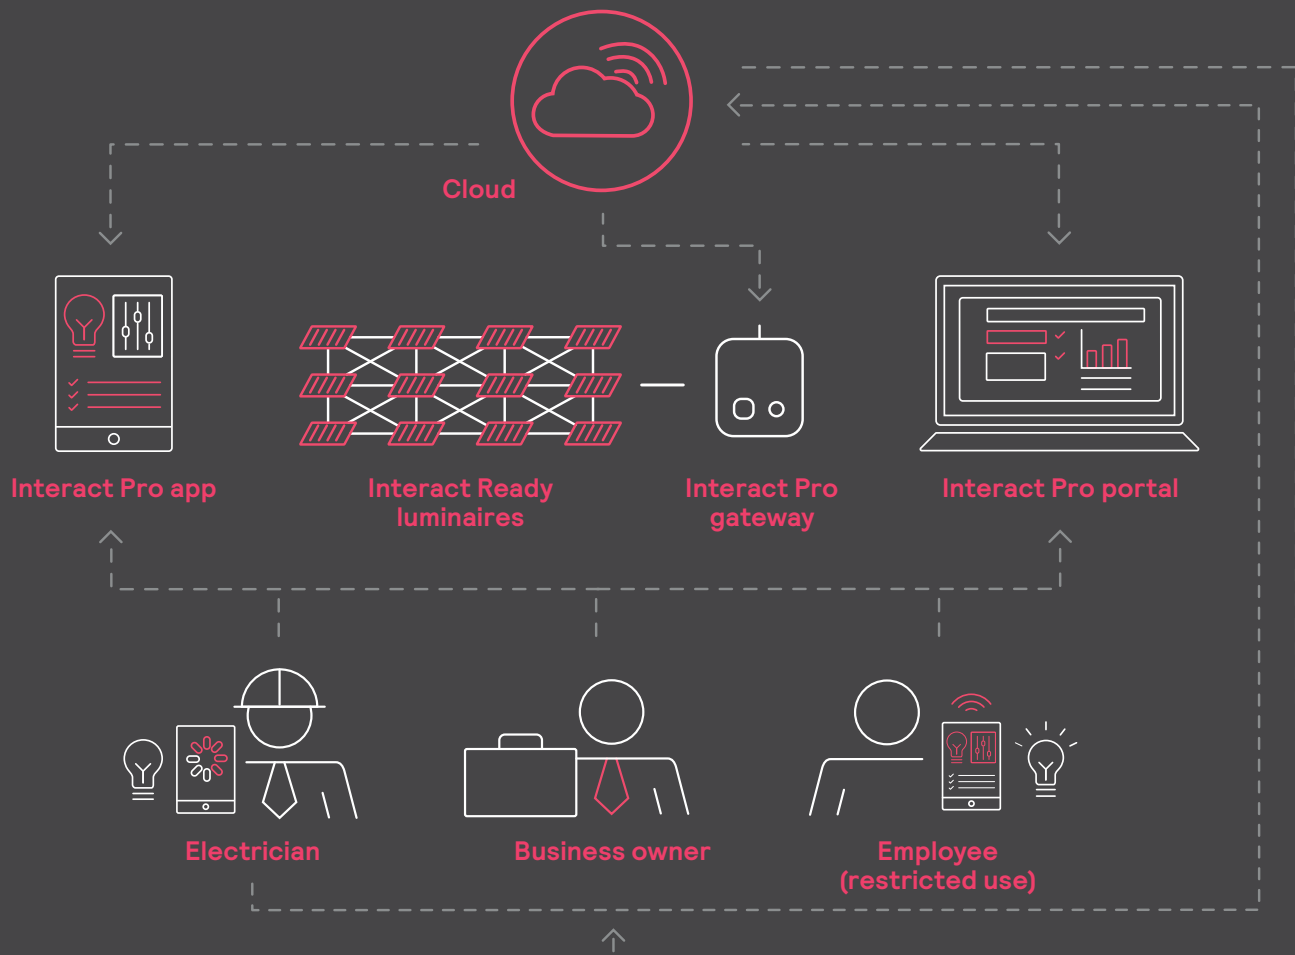 Cloud
Interact Pro app
Interact Ready
luminaires
Interact Pro
gateway
Interact Pro portal
Electrician
Business owner
Employee
(restricted use)